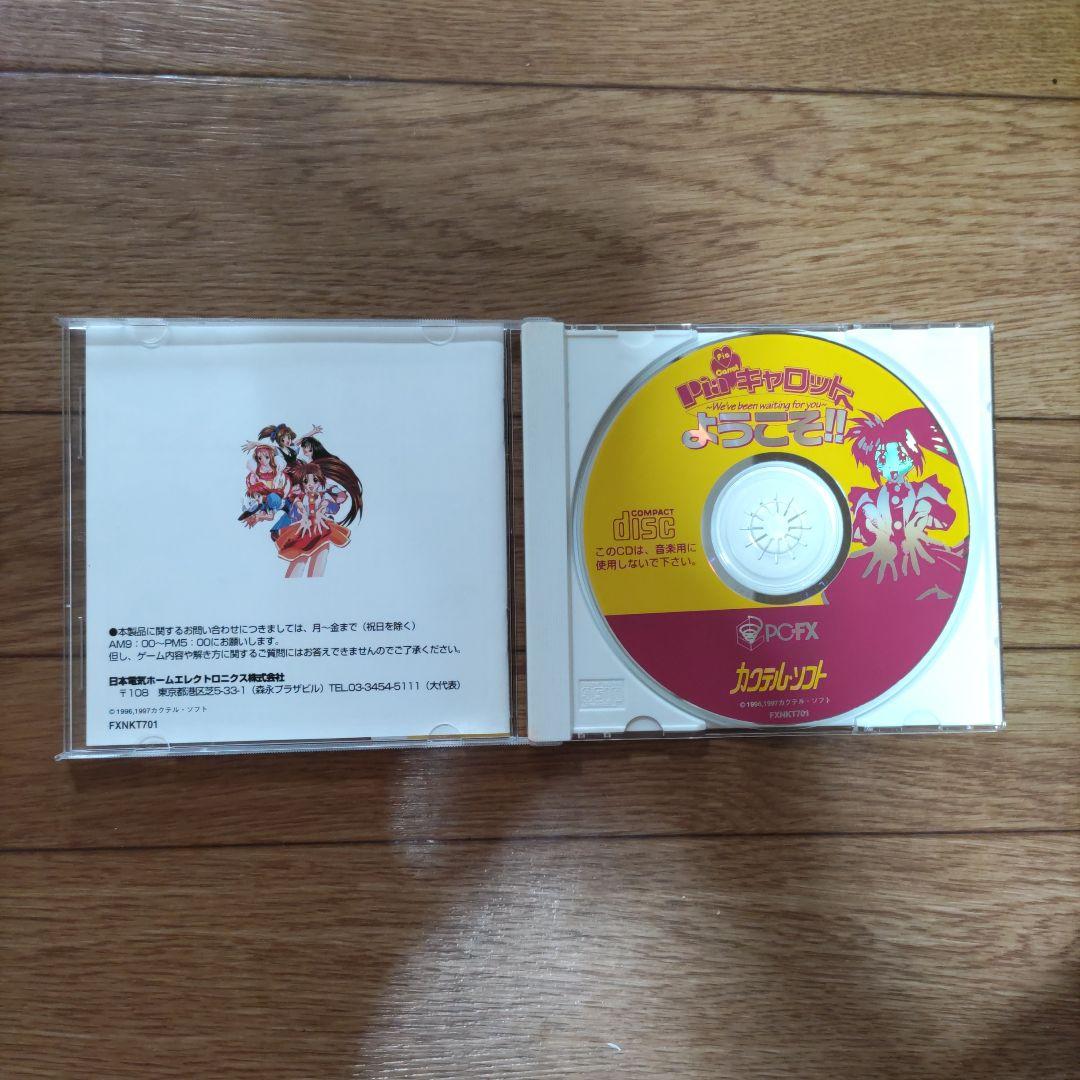 ●本製品に関するお問い合わせにつきましては、月〜金まで（祝日を除く）
AM9：00〜PM5：00にお願いします。
但し、ゲーム内容や解き方に関するご質問にはお答えできませんのでご了承ください。
日本電気ホームエレクトロニクス株式会社
〒108　東京都港区芝5-33-1（森永プラザビル）TEL03-3454-5111（大代表）
©1996,1997カクテル・ソフト
FXNKT701
Pia Carrot
Piaキャロットへ
~We've been waiting for you~
ようこそ!!
COMPACT
disc
このCDは、音楽用に
使用しないで下さい。
PC-FX
カクテル・ソフト
©1996,1997カクテル・ソフト
FXNKT701